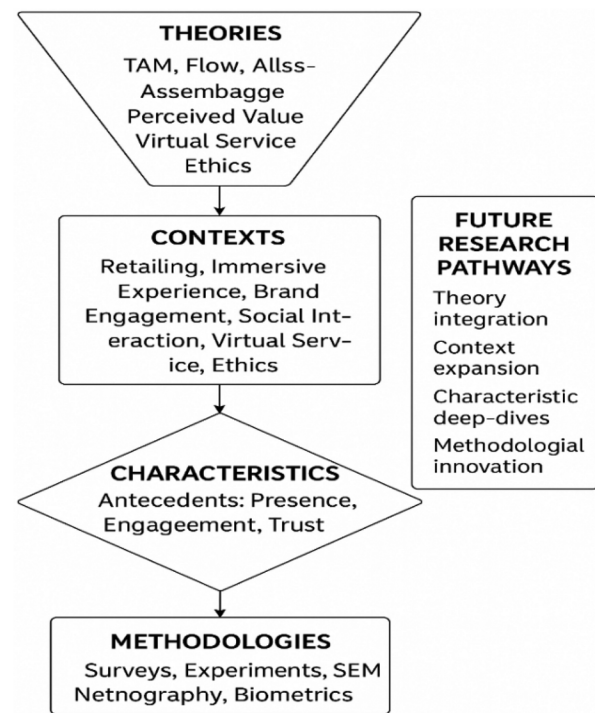 THEORIES
TAM, Flow, Allss-
Assembagge
Perceived Value
Virtual Service
Ethics
CONTEXTS
Retailing, Immersive
Experience, Brand
Engagement, Social Int-
eraction, Virtual Serv-
ice, Ethics
CHARACTERISTICS
Antecedents: Presence,
Engageement, Trust
METHODOLOGIES
Surveys, Experiments, SEM
Netnography, Biometrics
FUTURE
RESEARCH
PATHWAYS
Theory
integration
Context
expansion
Characteristic
deep-dives
Methodologial
innovation